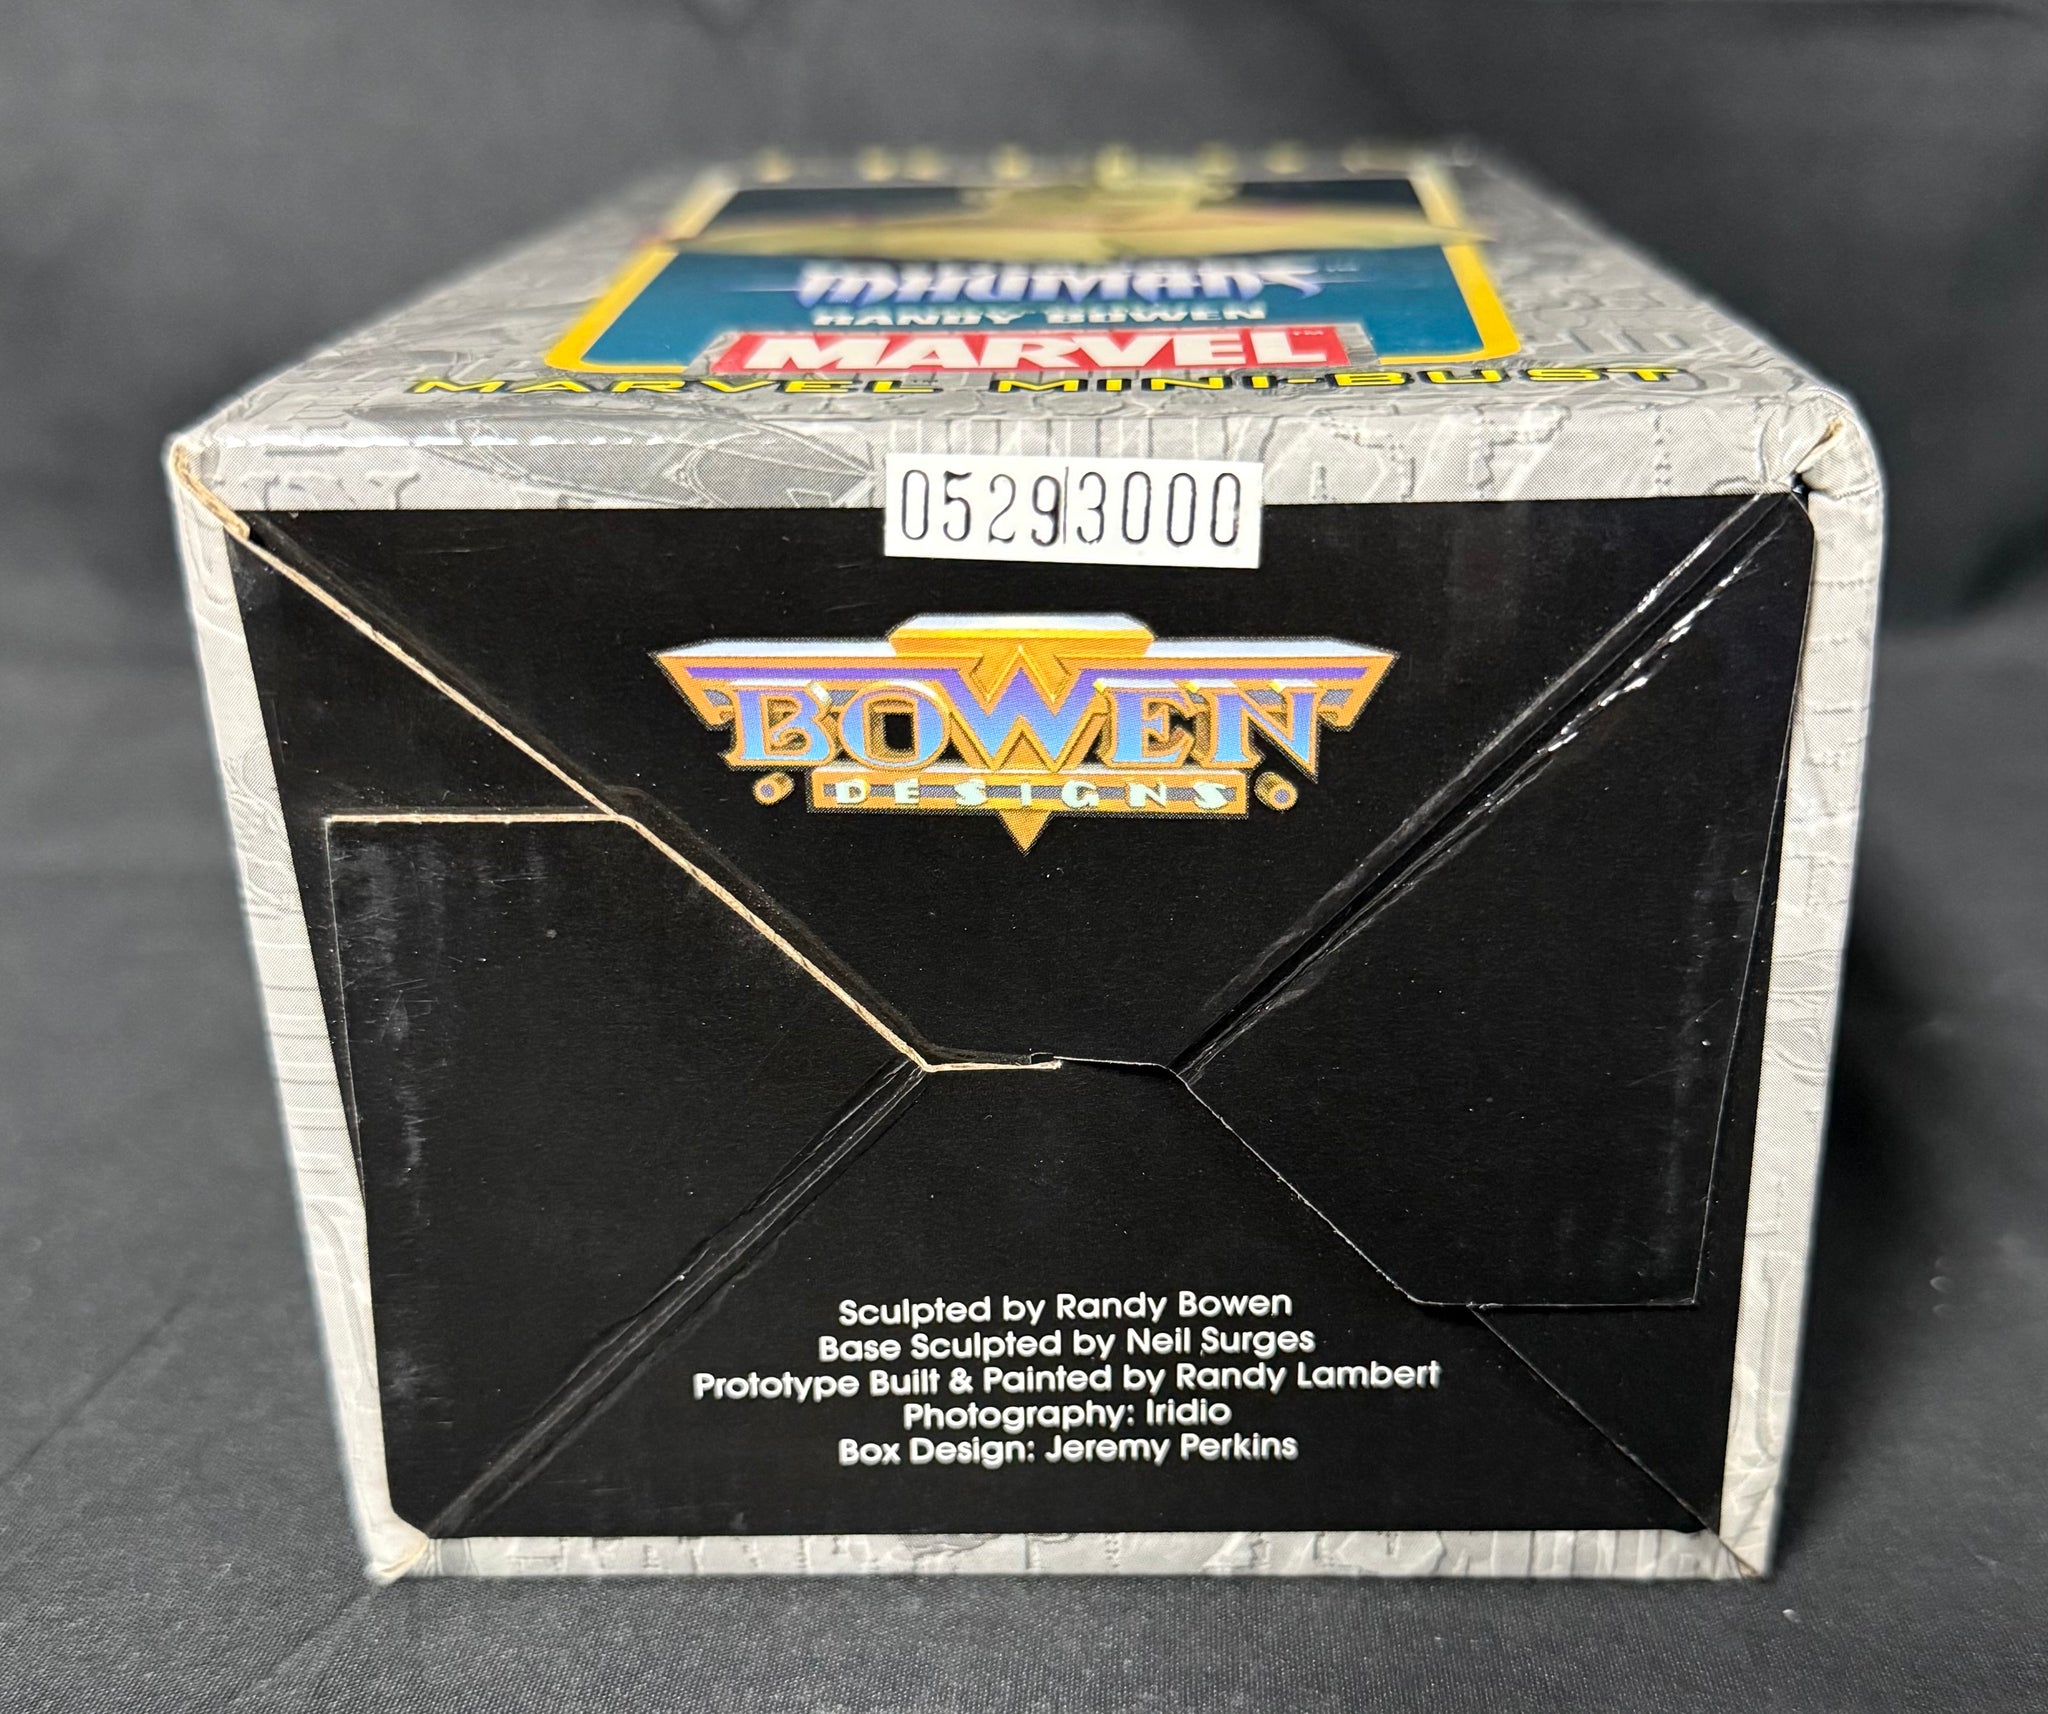 INHUMANS
RANDY BOWEN
MARVEL™
MARVEL MINI-BUST
0529|3000
BOWEN
DESIGNS
Sculpted by Randy Bowen
Base Sculpted by Neil Surges
Prototype Built & Painted by Randy Lambert
Photography: Iridio
Box Design: Jeremy Perkins